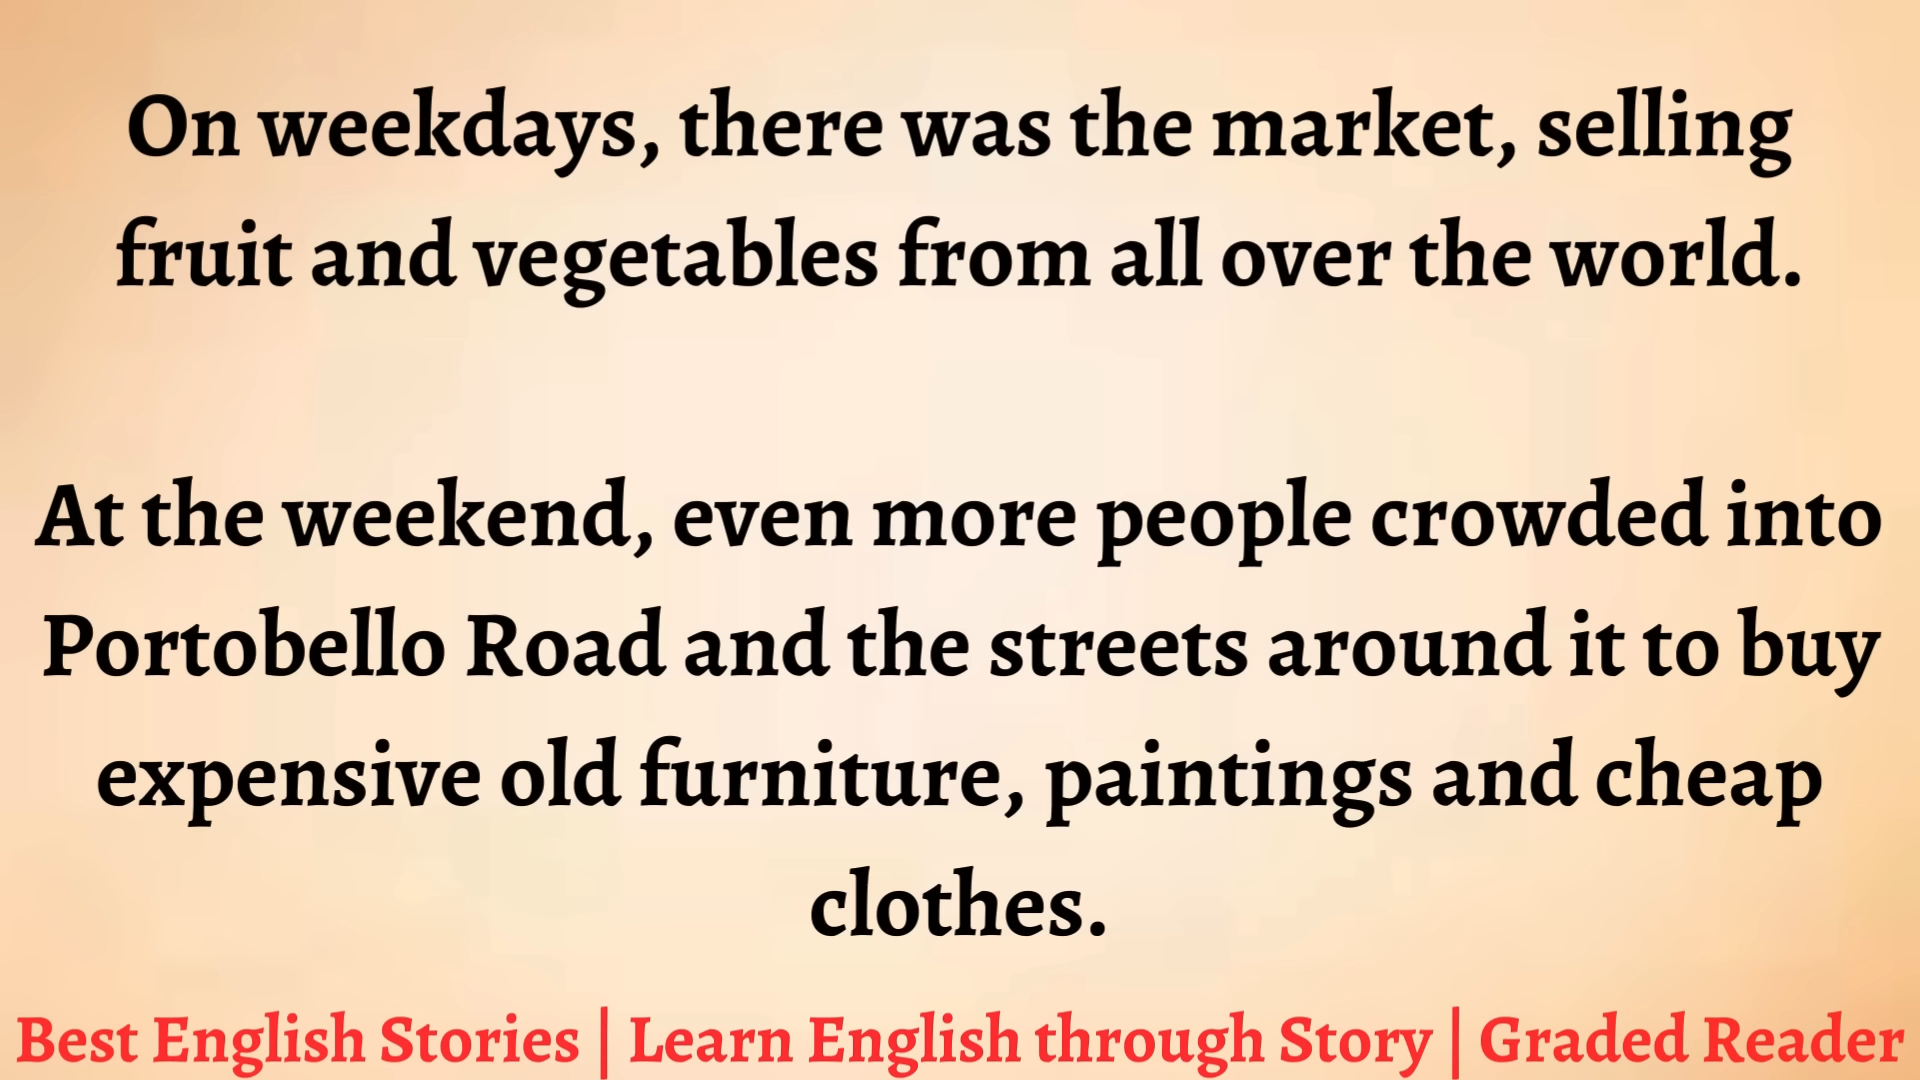 On weekdays, there was the market, selling
fruit and vegetables from all over the world.
At the weekend, even more people crowded into
Portobello Road and the streets around it to buy
expensive old furniture, paintings and cheap
clothes.
Best English Stories | Learn English through Story | Graded Reader